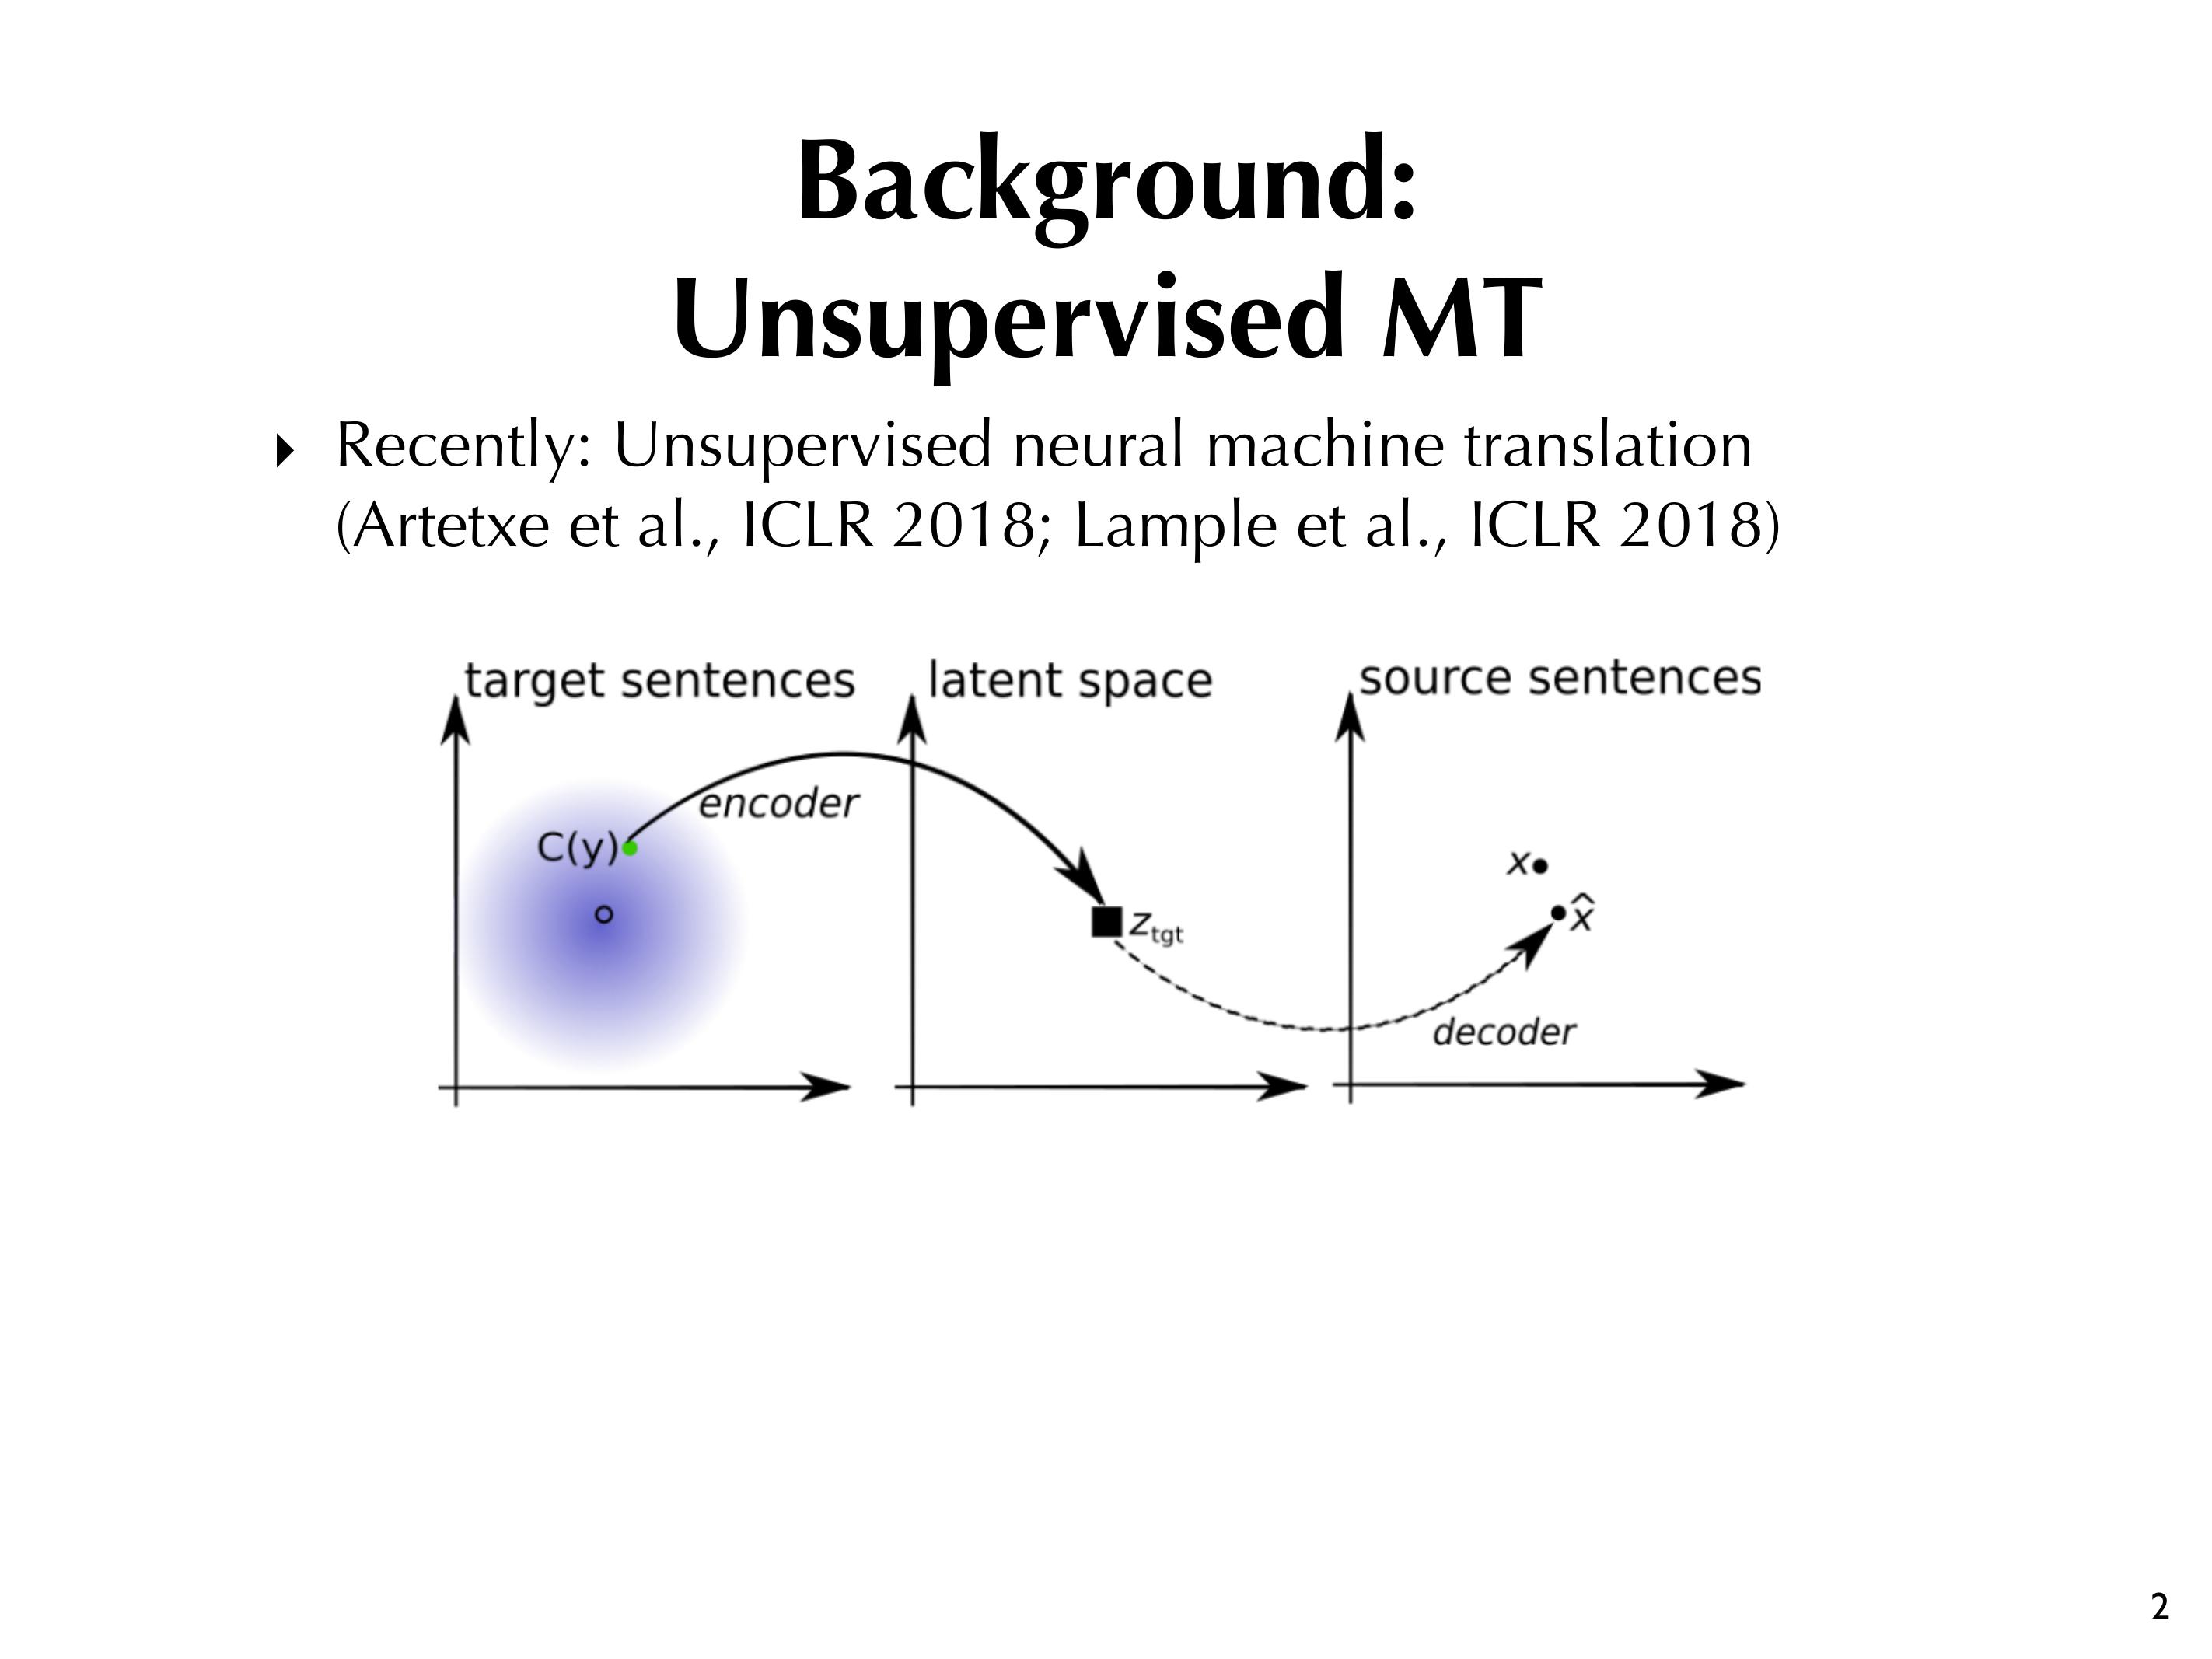 Background:
Unsupervised MT
‣ Recently: Unsupervised neural machine translation
(Artetxe et al., ICLR 2018; Lample et al., ICLR 2018)
target sentences
latent space
source sentences
encoder
C(y)
x
x̂
z_tgt
decoder
2